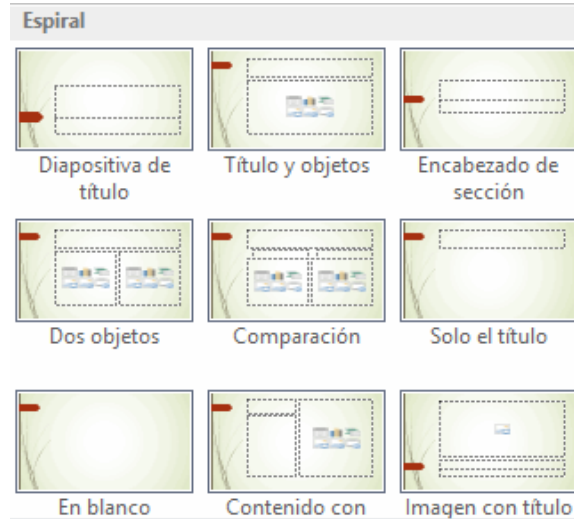 Espiral
Diapositiva de
título
Título y objetos
Encabezado de
sección
Dos objetos
Comparación
Solo el título
En blanco
Contenido con
Imagen con título